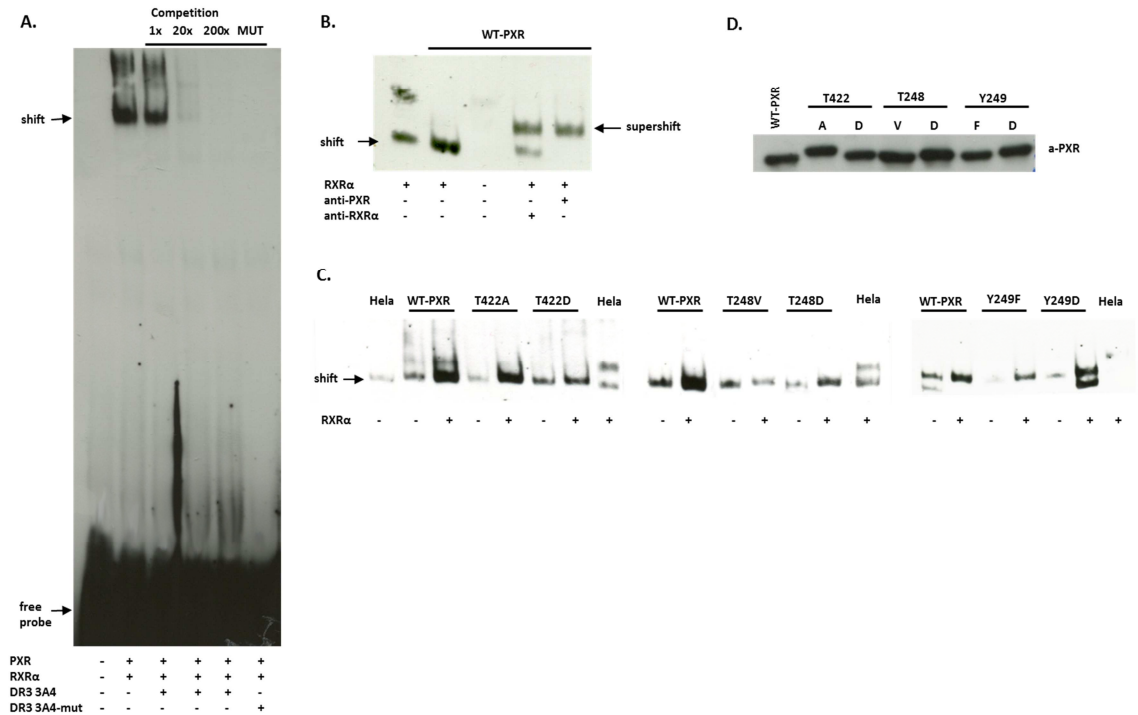 A.
Competition
1x 20x 200x MUT
shift
free
probe
PXR - + + + + +
RXRα - + + + + +
DR3 3A4 - - + + + -
DR3 3A4-mut - - - - - +
B.
WT-PXR
shift
supershift
RXRα + + - + +
anti-PXR - - - - +
anti-RXRα - - - + -
C.
Hela WT-PXR T422A T422D Hela WT-PXR T248V T248D Hela WT-PXR Y249F Y249D Hela
shift
RXRα - - + - + - + + - + - + - + + - + - + - + +
D.
WT-PXR
T422 T248 Y249
A D V D F D
a-PXR